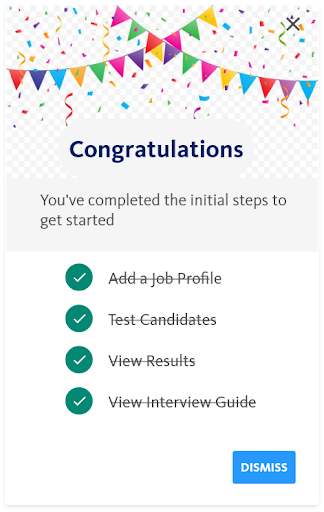 Congratulations
You've completed the initial steps to
get started
Add a Job Profile
Test Candidates
View Results
View Interview Guide
DISMISS